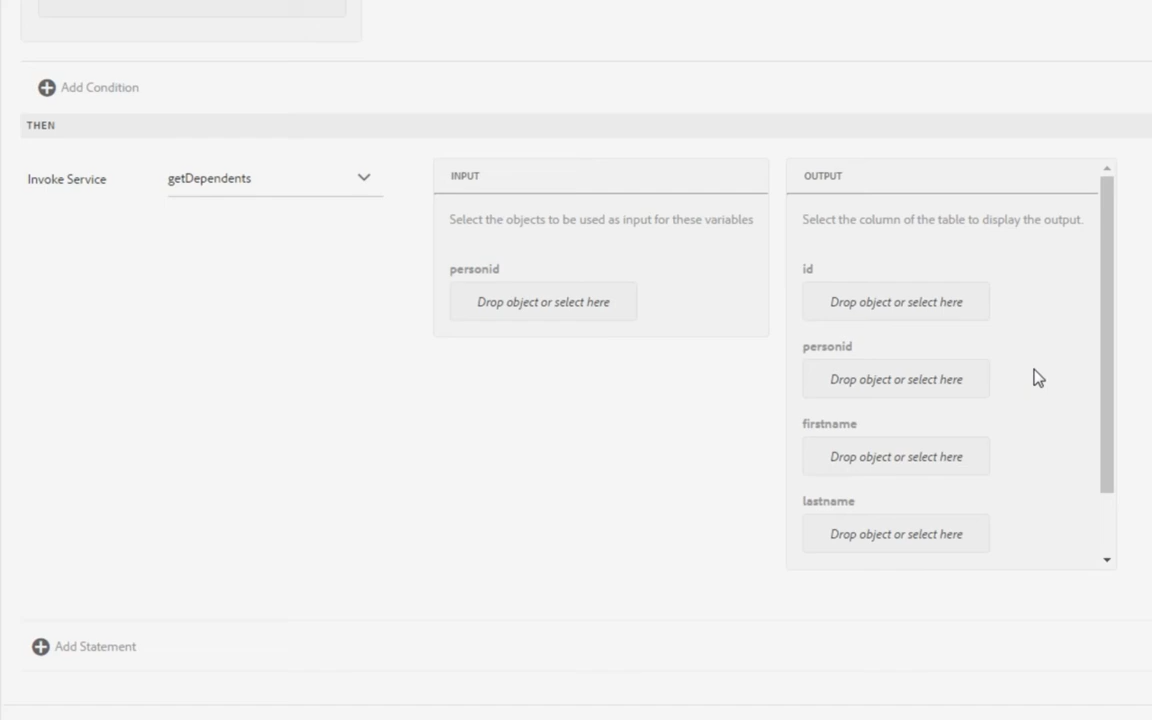 Add Condition
THEN
Invoke Service
getDependents
INPUT
Select the objects to be used as input for these variables
personid
Drop object or select here
OUTPUT
Select the column of the table to display the output.
id
Drop object or select here
personid
Drop object or select here
firstname
Drop object or select here
lastname
Drop object or select here
Add Statement